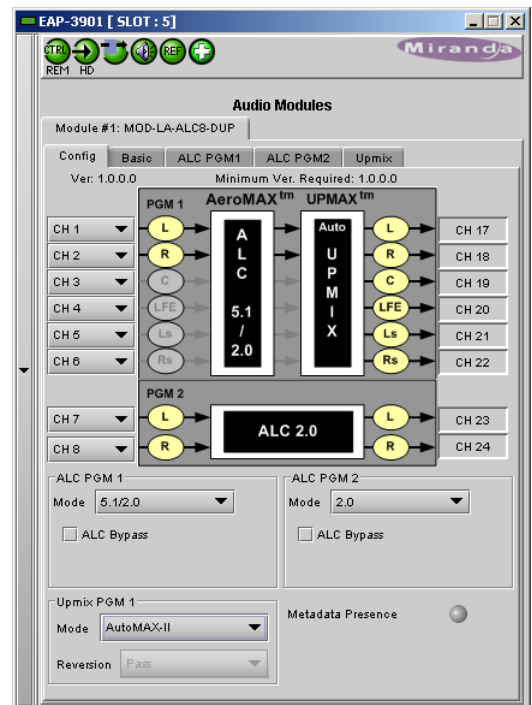 EAP-3901 [ SLOT : 5]
CTRL REF
REM HD
Miranda
Audio Modules
Module #1: MOD-LA-ALC8-DUP
Config Basic ALC PGM1 ALC PGM2 Upmix
Ver: 1.0.0.0 Minimum Ver. Required: 1.0.0.0
PGM 1 AeroMAX tm UPMAX tm
CH 1 L A L C 5.1 / 2.0 Auto U P M I X L CH 17
CH 2 R R CH 18
CH 3 C C CH 19
CH 4 LFE LFE CH 20
CH 5 Ls Ls CH 21
CH 6 Rs Rs CH 22
PGM 2
CH 7 L ALC 2.0 L CH 23
CH 8 R R CH 24
ALC PGM 1 ALC PGM 2
Mode 5.1/2.0 Mode 2.0
ALC Bypass ALC Bypass
Upmix PGM 1
Mode AutoMAX-II Metadata Presence
Reversion Pass